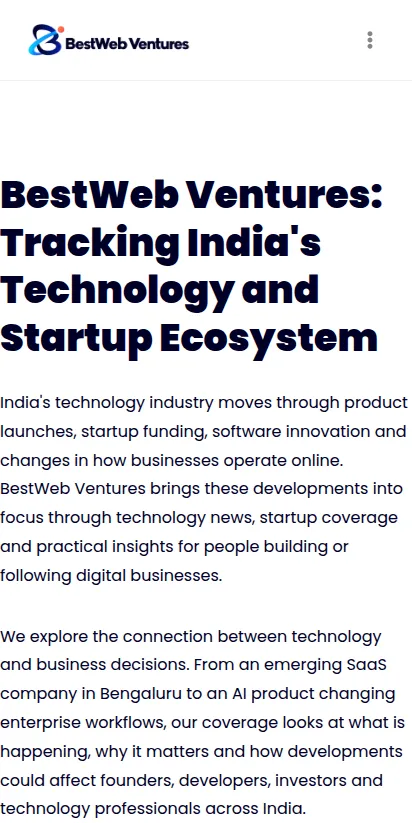 BestWeb Ventures
BestWeb Ventures:
Tracking India's
Technology and
Startup Ecosystem
India's technology industry moves through product
launches, startup funding, software innovation and
changes in how businesses operate online.
BestWeb Ventures brings these developments into
focus through technology news, startup coverage
and practical insights for people building or
following digital businesses.
We explore the connection between technology
and business decisions. From an emerging SaaS
company in Bengaluru to an AI product changing
enterprise workflows, our coverage looks at what is
happening, why it matters and how developments
could affect founders, developers, investors and
technology professionals across India.